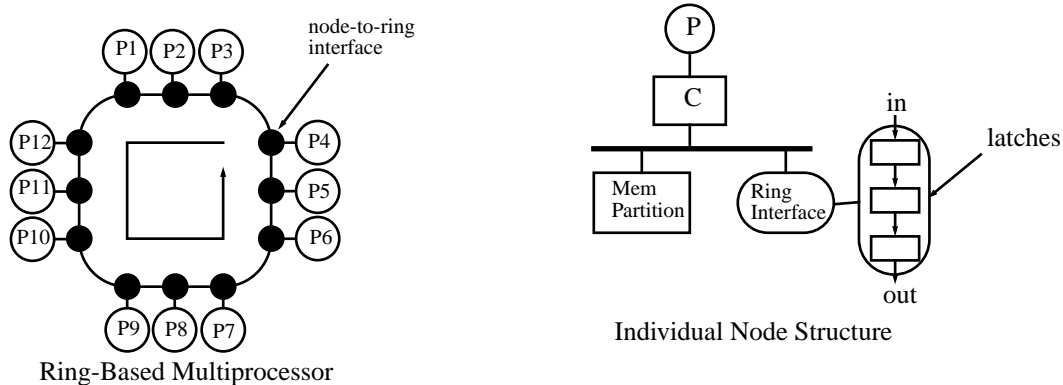 node-to-ring
interface
P1
P2
P3
P12
P4
P11
P5
P10
P6
P9
P8
P7
Ring-Based Multiprocessor
P
C
in
latches
Mem
Partition
Ring
Interface
out
Individual Node Structure